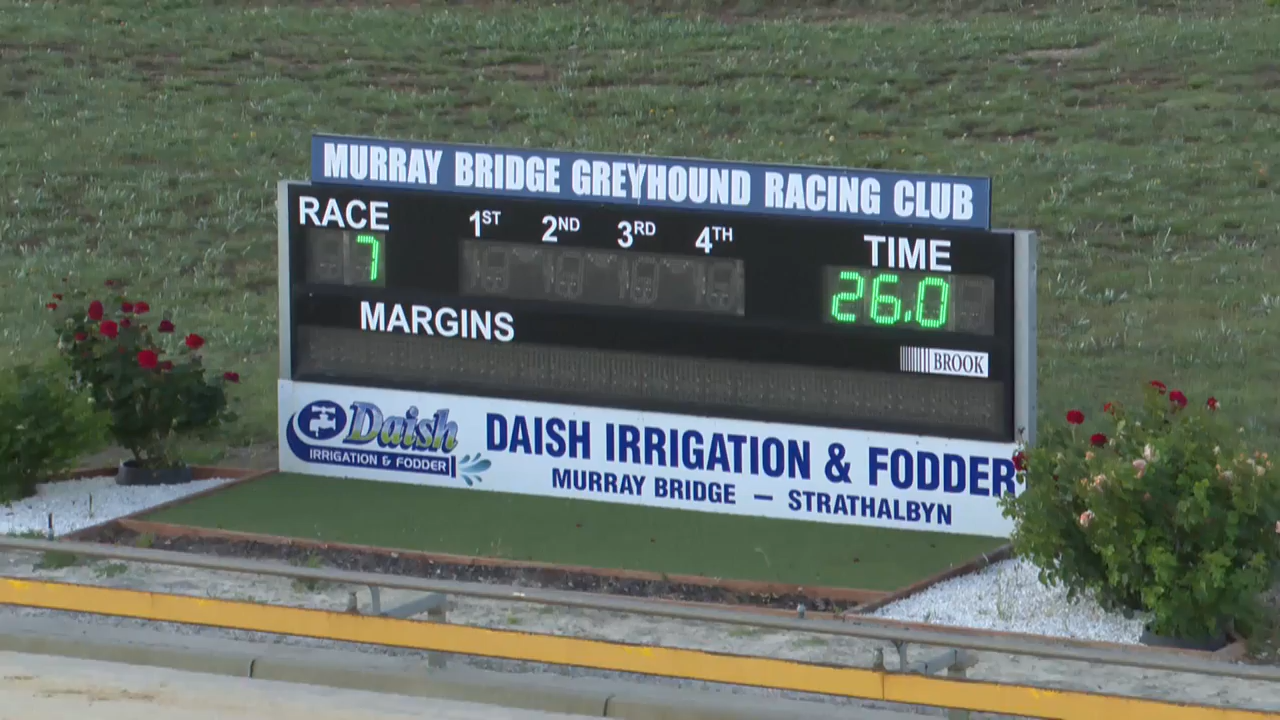 MURRAY BRIDGE GREYHOUND RACING CLUB
RACE 1ST 2ND 3RD 4TH TIME
7 26.0
MARGINS
BROOK
Daish
IRRIGATION & FODDER
DAISH IRRIGATION & FODDER
MURRAY BRIDGE – STRATHALBYN